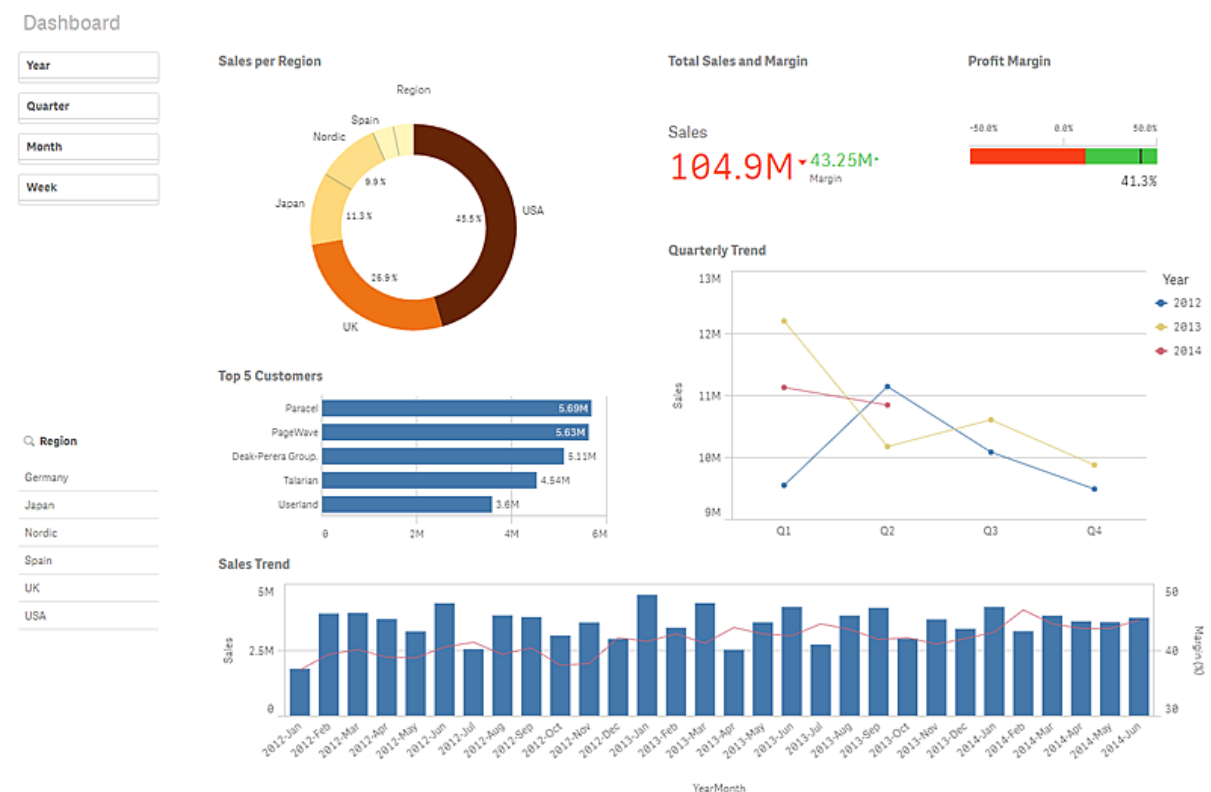 Dashboard
Year
Quarter
Month
Week
Region
Germany
Japan
Nordic
Spain
UK
USA
Sales per Region
Region
Spain
Nordic
Japan
UK
USA
9.9%
11.3%
26.9%
45.5%
Total Sales and Margin
Sales
104.9M
43.25M
Margin
Profit Margin
-50.0% 0.0% 50.0%
41.3%
Top 5 Customers
Paracel 5.69M
PageWave 5.63M
Deak-Perera Group. 5.11M
Talarian 4.54M
Userland 3.6M
0 2M 4M 6M
Quarterly Trend
13M
12M
11M
10M
9M
Sales
Q1 Q2 Q3 Q4
Year
2012
2013
2014
Sales Trend
5M
2.5M
0
Sales
50
40
30
Margin (%)
2012-Jan 2012-Feb 2012-Mar 2012-Apr 2012-May 2012-Jun 2012-Jul 2012-Aug 2012-Sep 2012-Oct 2012-Nov 2012-Dec 2013-Jan 2013-Feb 2013-Mar 2013-Apr 2013-May 2013-Jun 2013-Jul 2013-Aug 2013-Sep 2013-Oct 2013-Nov 2013-Dec 2014-Jan 2014-Feb 2014-Mar 2014-Apr 2014-May 2014-Jun
YearMonth